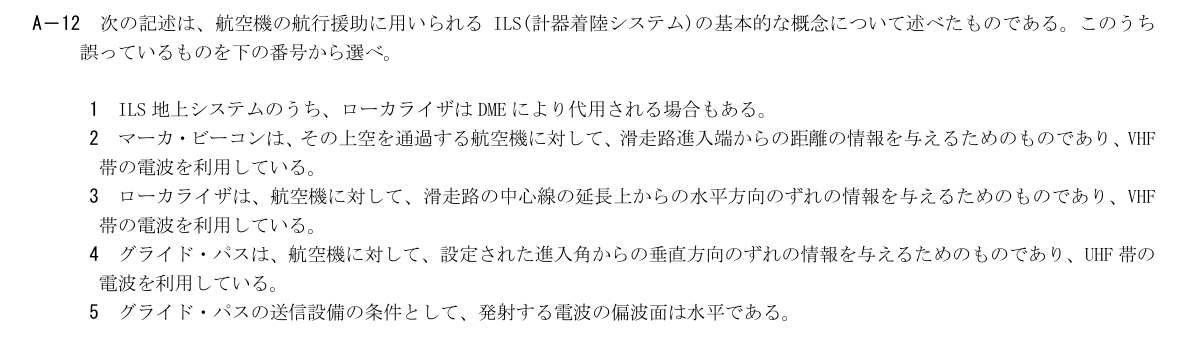 A－12 次の記述は、航空機の航行援助に用いられる ILS(計器着陸システム)の基本的な概念について述べたものである。このうち
誤っているものを下の番号から選べ。
1 ILS 地上システムのうち、ローカライザは DME により代用される場合もある。
2 マーカ・ビーコンは、その上空を通過する航空機に対して、滑走路進入端からの距離の情報を与えるためのものであり、VHF
帯の電波を利用している。
3 ローカライザは、航空機に対して、滑走路の中心線の延長上からの水平方向のずれの情報を与えるためのものであり、VHF
帯の電波を利用している。
4 グライド・パスは、航空機に対して、設定された進入角からの垂直方向のずれの情報を与えるためのものであり、UHF 帯の
電波を利用している。
5 グライド・パスの送信設備の条件として、発射する電波の偏波面は水平である。